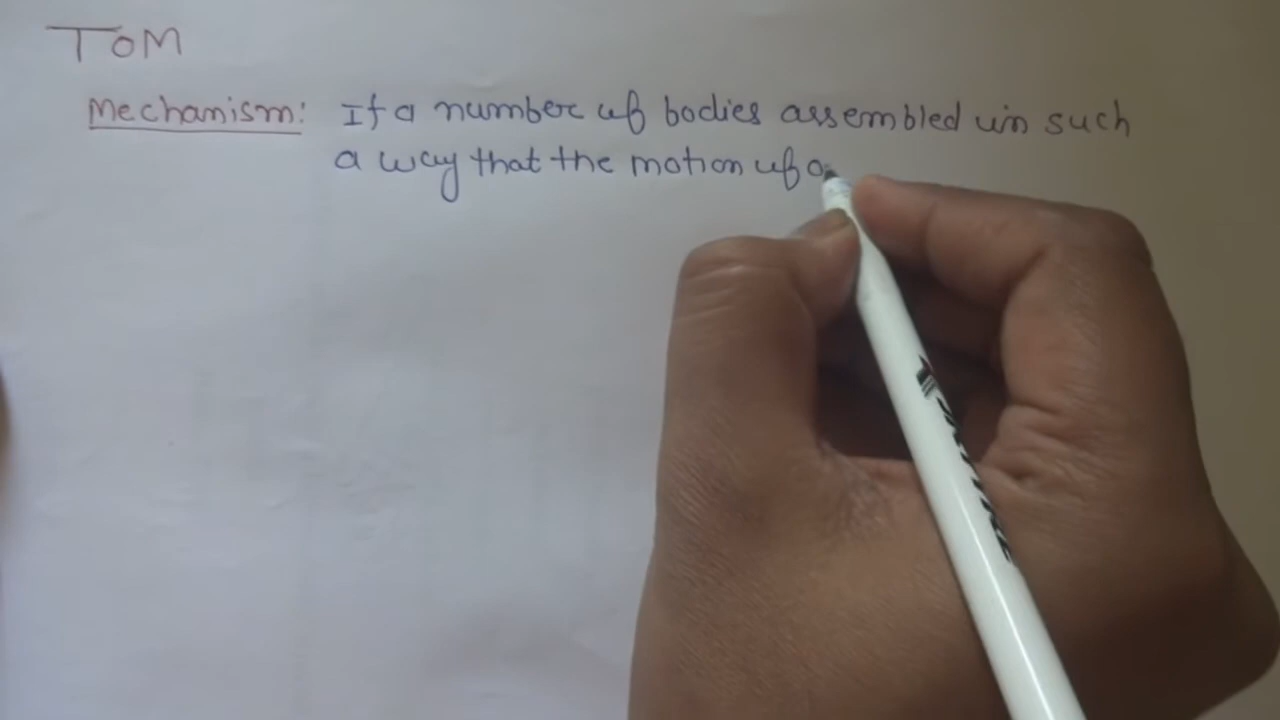 TOM
Mechanism: If a number of bodies assembled in such
a way that the motion of